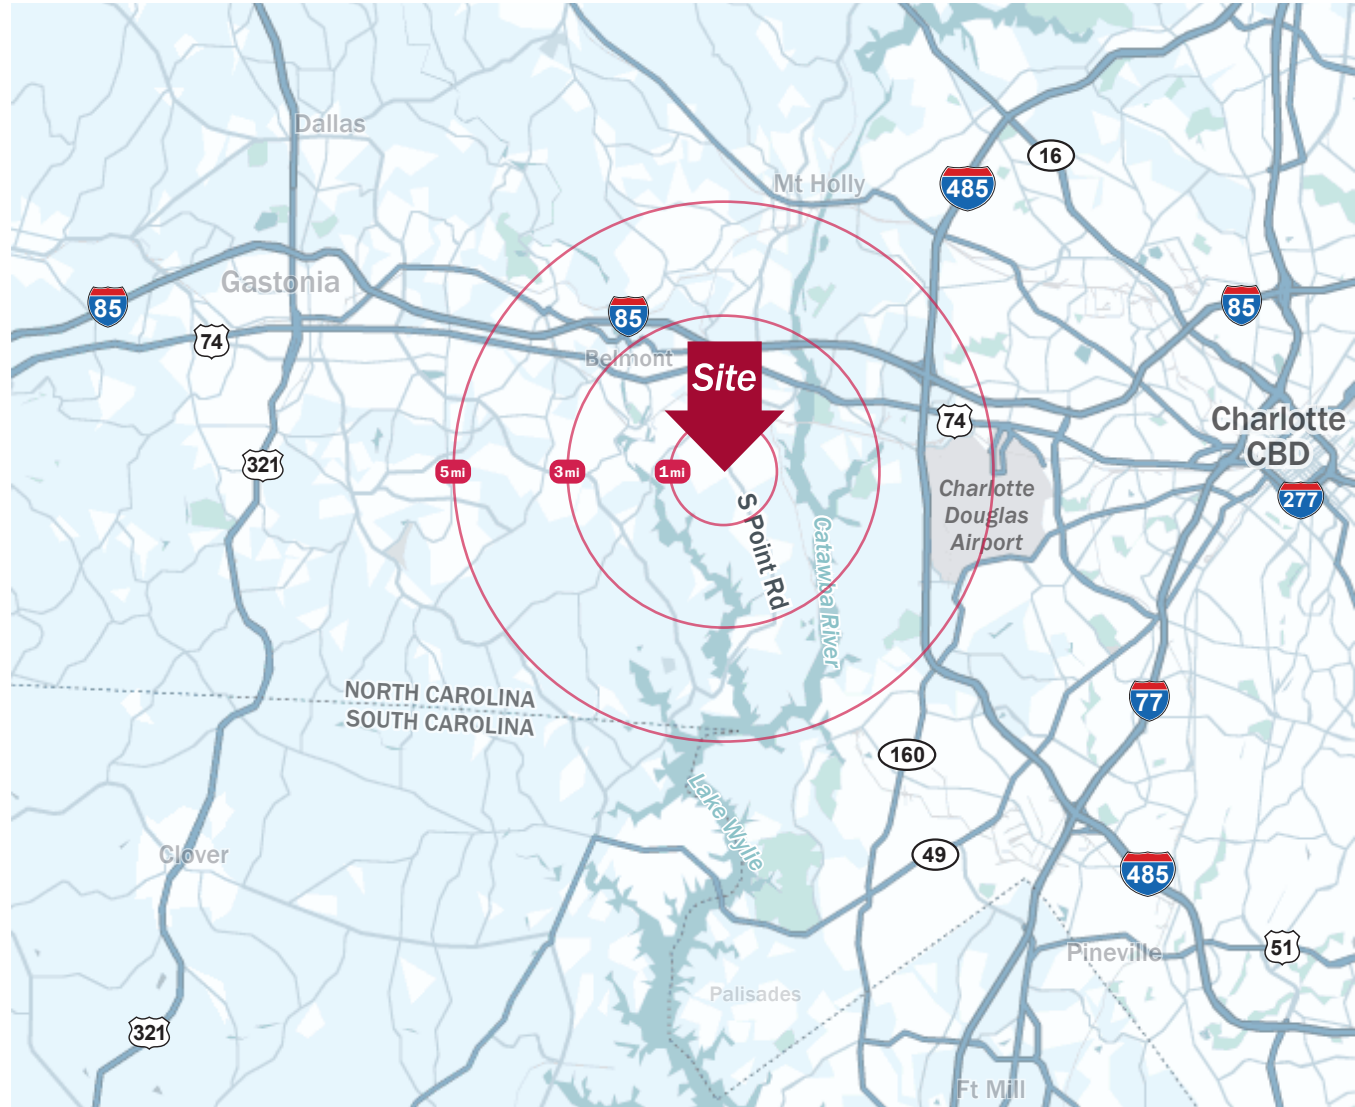 Dallas
16
Mt Holly
485
Gastonia
85
85
85
74
Belmont
Site
74
Charlotte
CBD
321
5mi
3mi
1mi
277
Charlotte
Douglas
Airport
S Point Rd
Catawba River
NORTH CAROLINA
SOUTH CAROLINA
77
160
Lake Wylie
Clover
49
485
Pineville
51
Palisades
321
Ft Mill